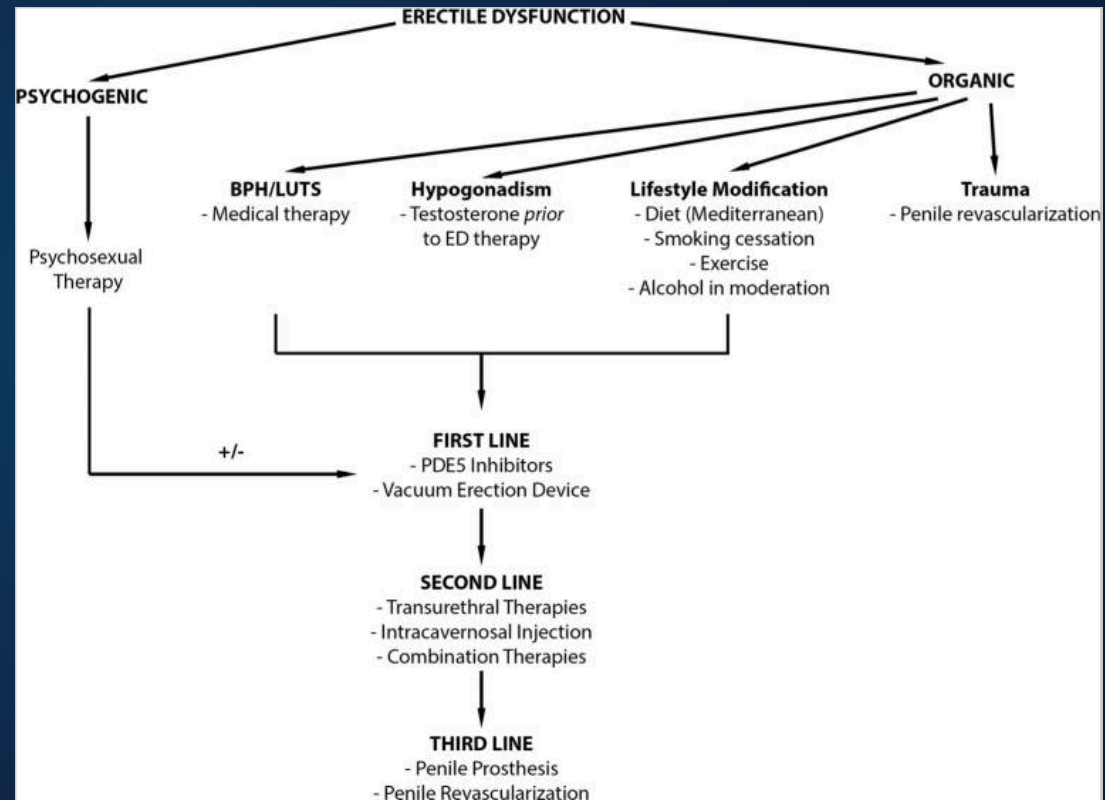 ERECTILE DYSFUNCTION
PSYCHOGENIC
ORGANIC
BPH/LUTS
- Medical therapy
Hypogonadism
- Testosterone prior
to ED therapy
Lifestyle Modification
- Diet (Mediterranean)
- Smoking cessation
- Exercise
- Alcohol in moderation
Trauma
- Penile revascularization
Psychosexual
Therapy
+/-
FIRST LINE
- PDE5 Inhibitors
- Vacuum Erection Device
SECOND LINE
- Transurethral Therapies
- Intracavernosal Injection
- Combination Therapies
THIRD LINE
- Penile Prosthesis
- Penile Revascularization